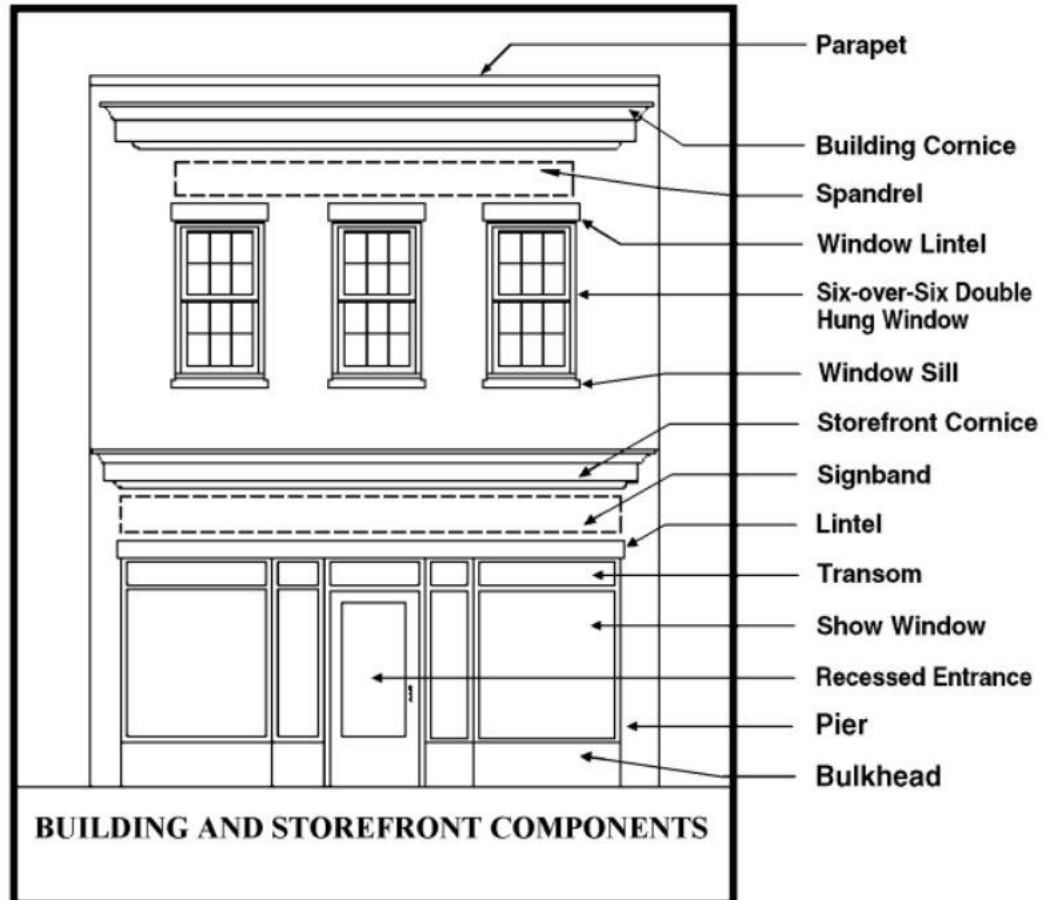 Parapet
Building Cornice
Spandrel
Window Lintel
Six-over-Six Double
Hung Window
Window Sill
Storefront Cornice
Signband
Lintel
Transom
Show Window
Recessed Entrance
Pier
Bulkhead
BUILDING AND STOREFRONT COMPONENTS